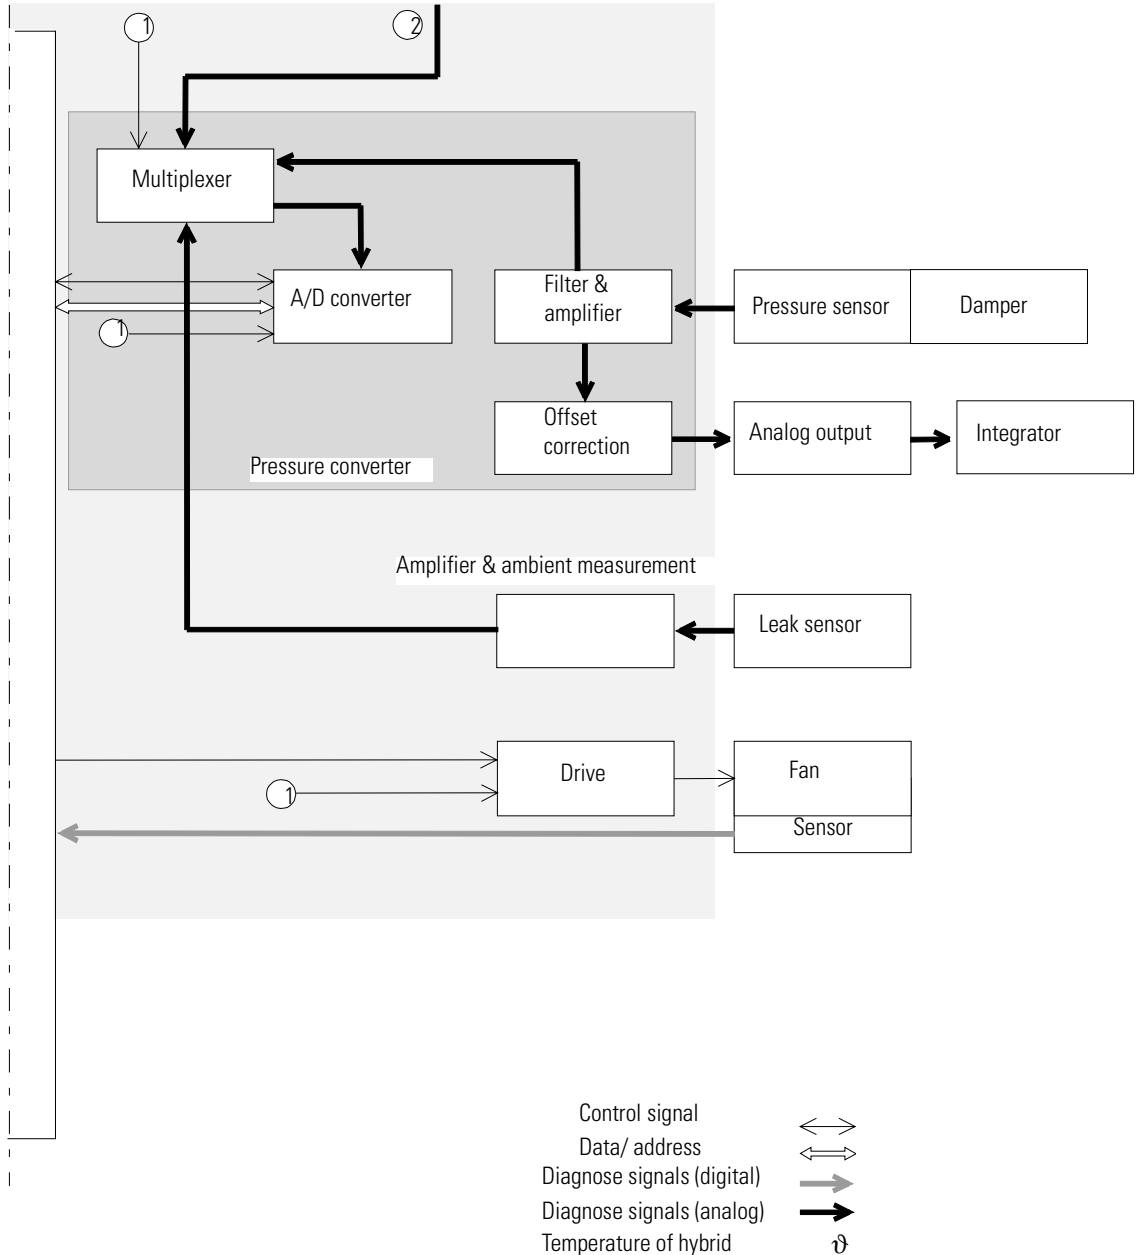 1
2
Multiplexer
A/D converter
1
Filter &
amplifier
Pressure sensor
Damper
Offset
correction
Analog output
Integrator
Pressure converter
Amplifier & ambient measurement
Leak sensor
Drive
1
Fan
Sensor
Control signal
Data/ address
Diagnose signals (digital)
Diagnose signals (analog)
Temperature of hybrid ϑ